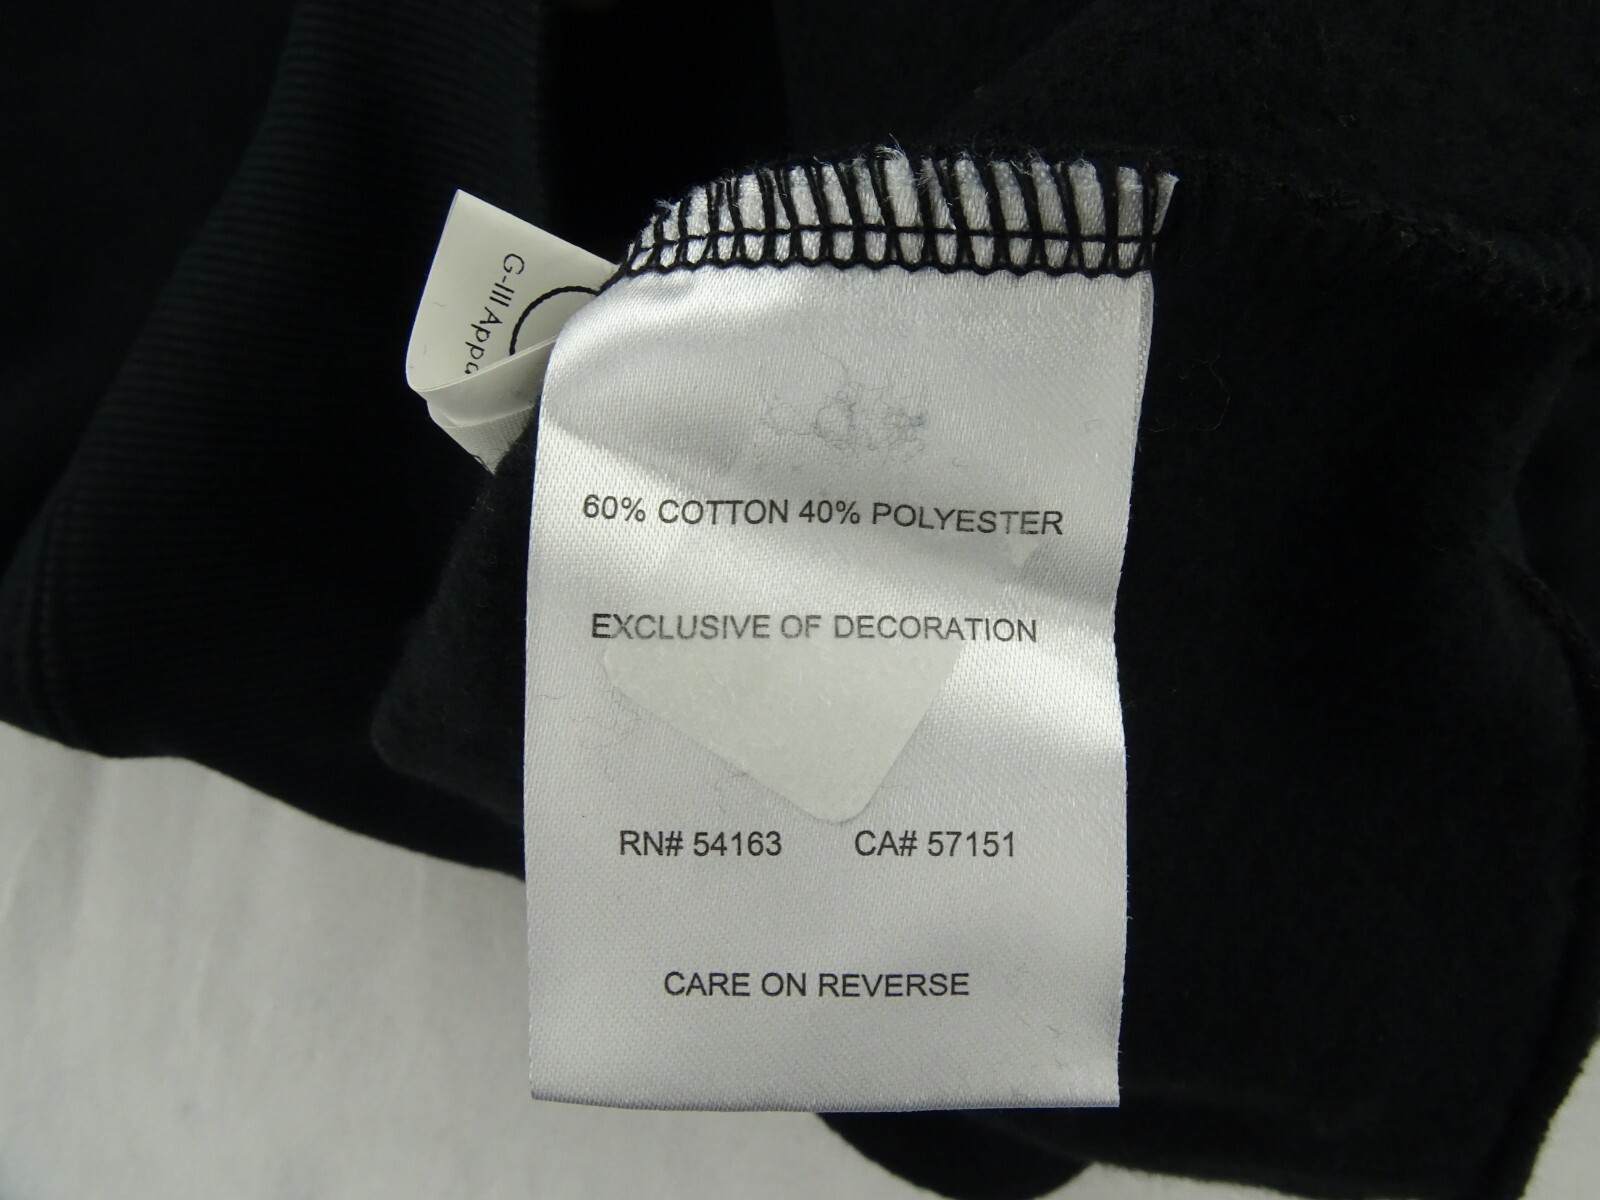 G-III Appa
60% COTTON 40% POLYESTER
EXCLUSIVE OF DECORATION
RN# 54163 CA# 57151
CARE ON REVERSE